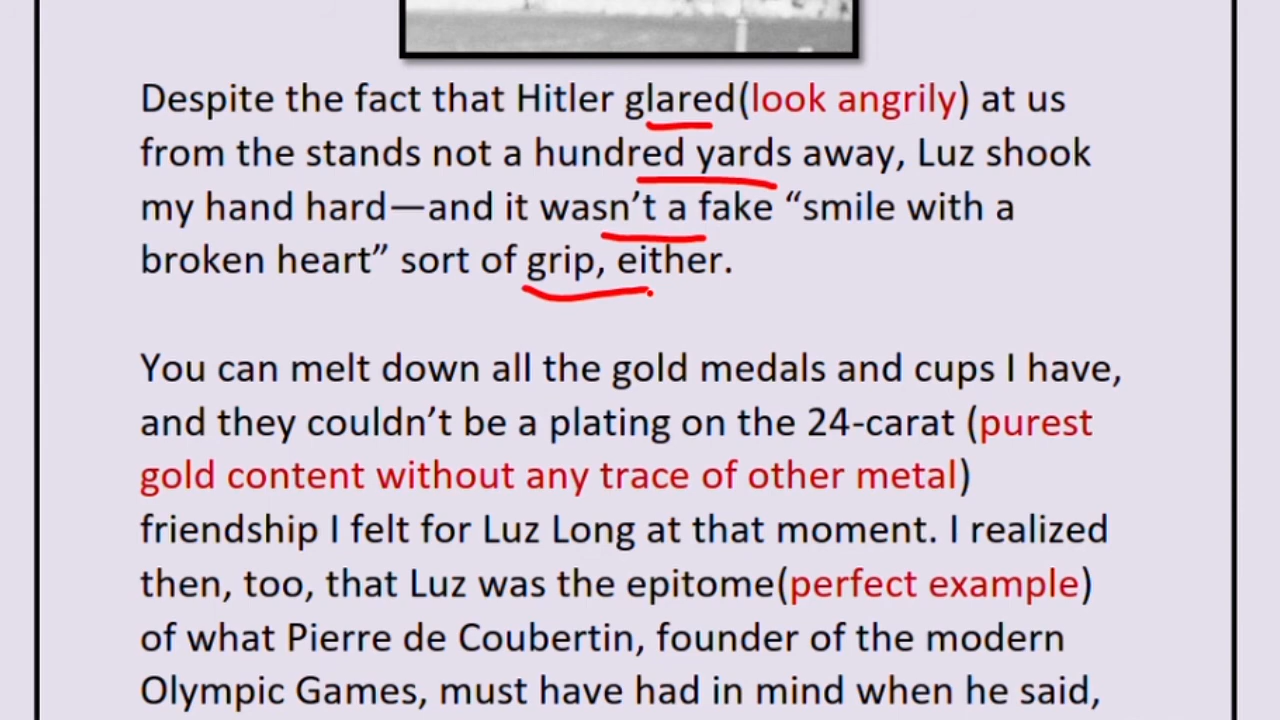 Despite the fact that Hitler glared(look angrily) at us
from the stands not a hundred yards away, Luz shook
my hand hard—and it wasn’t a fake “smile with a
broken heart” sort of grip, either.
You can melt down all the gold medals and cups I have,
and they couldn’t be a plating on the 24-carat (purest
gold content without any trace of other metal)
friendship I felt for Luz Long at that moment. I realized
then, too, that Luz was the epitome(perfect example)
of what Pierre de Coubertin, founder of the modern
Olympic Games, must have had in mind when he said,